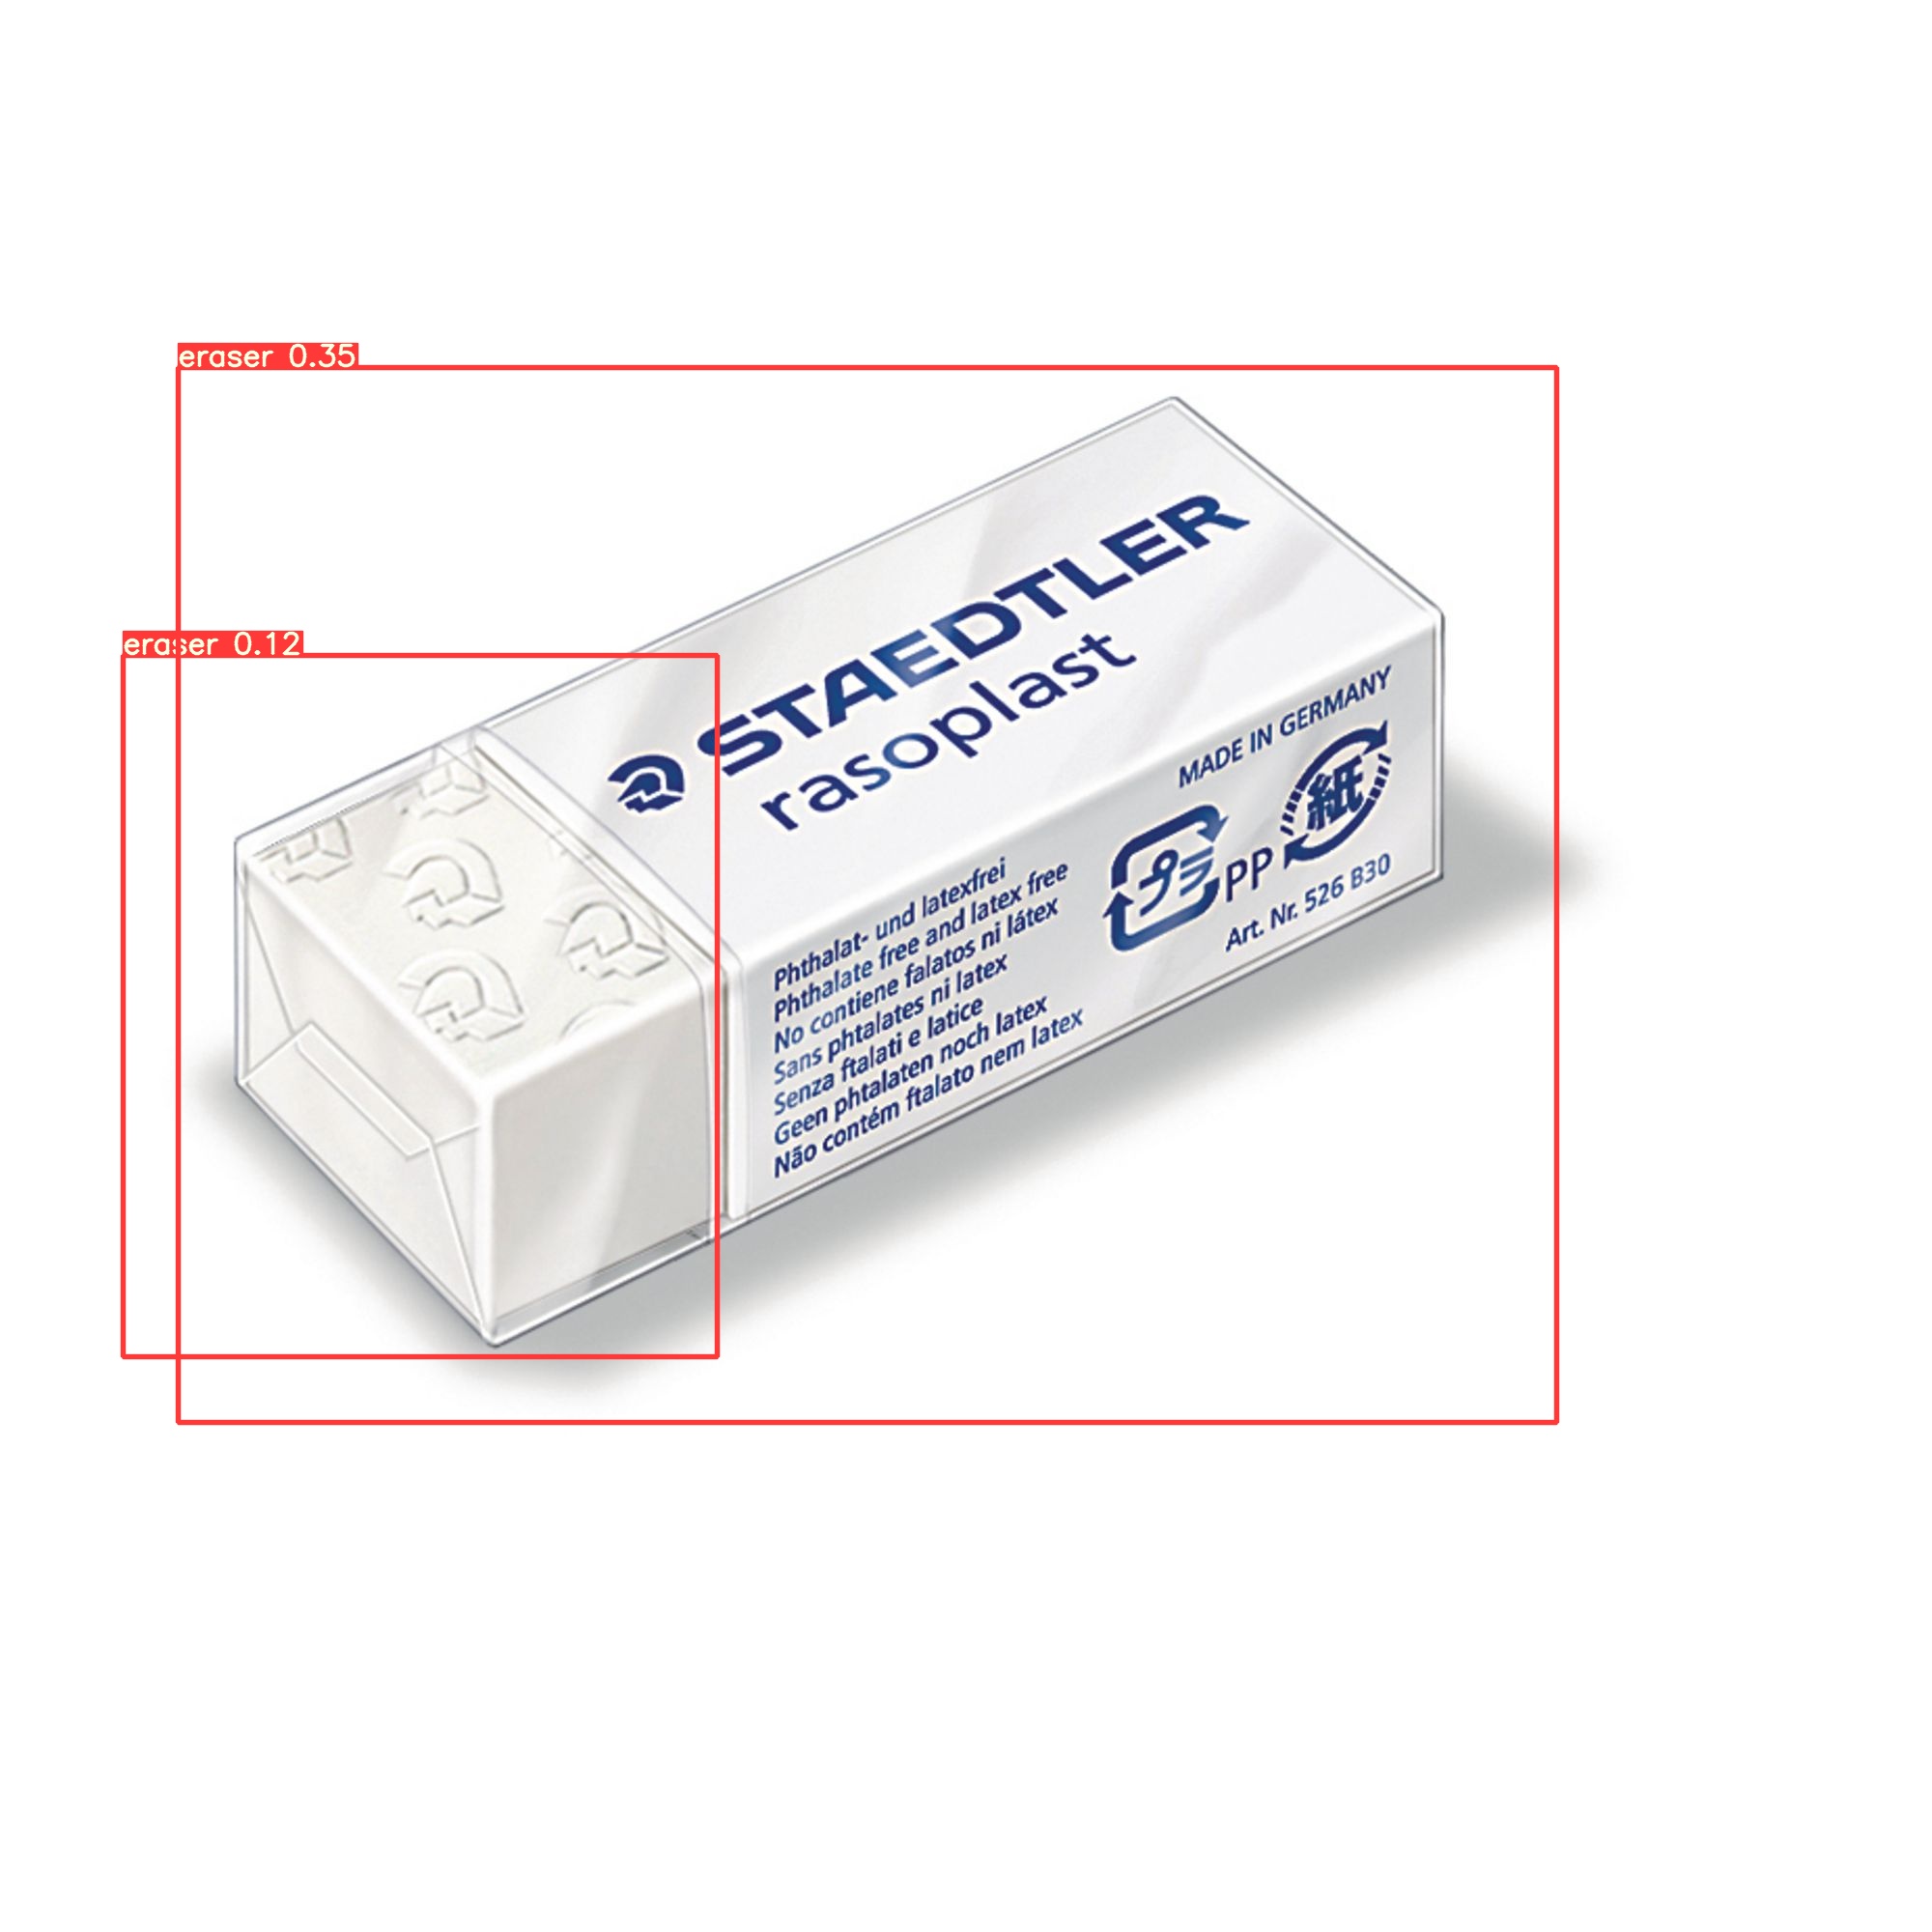 eraser 0.35
eraser 0.12
STAEDTLER
rasoplast
MADE IN GERMANY
紙
プラ
PP
Art. Nr. 526 B30
Phthalat- und latexfrei
Phthalate free and latex free
No contiene falatos ni látex
Sans phtalates ni latex
Senza ftalati e latice
Geen phtalaten noch latex
Não contém ftalato nem latex